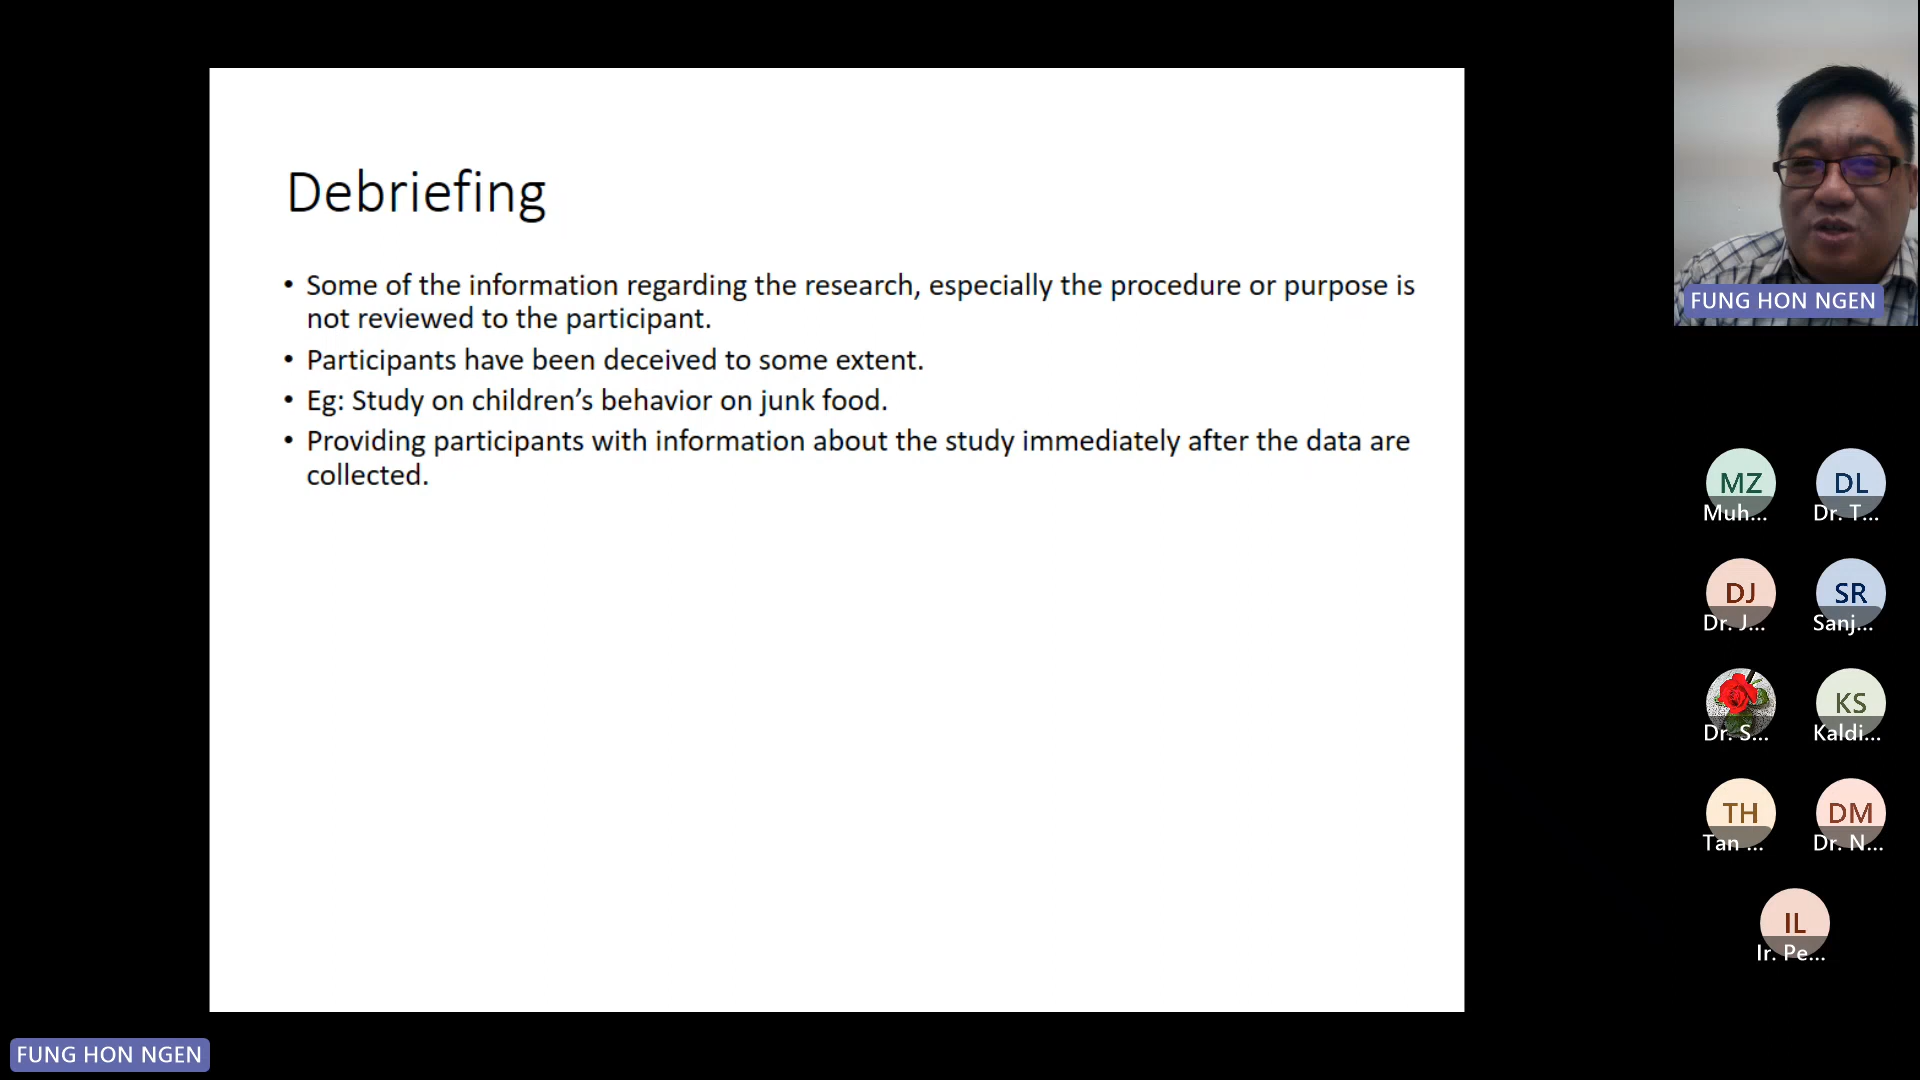 Debriefing
• Some of the information regarding the research, especially the procedure or purpose is
not reviewed to the participant.
• Participants have been deceived to some extent.
• Eg: Study on children’s behavior on junk food.
• Providing participants with information about the study immediately after the data are
collected.
FUNG HON NGEN
MZ
Muh...
DL
Dr. T...
DJ
Dr. J...
SR
Sanj...
Dr. S...
KS
Kaldi...
TH
Tan ...
DM
Dr. N...
IL
Ir. Pe...
FUNG HON NGEN